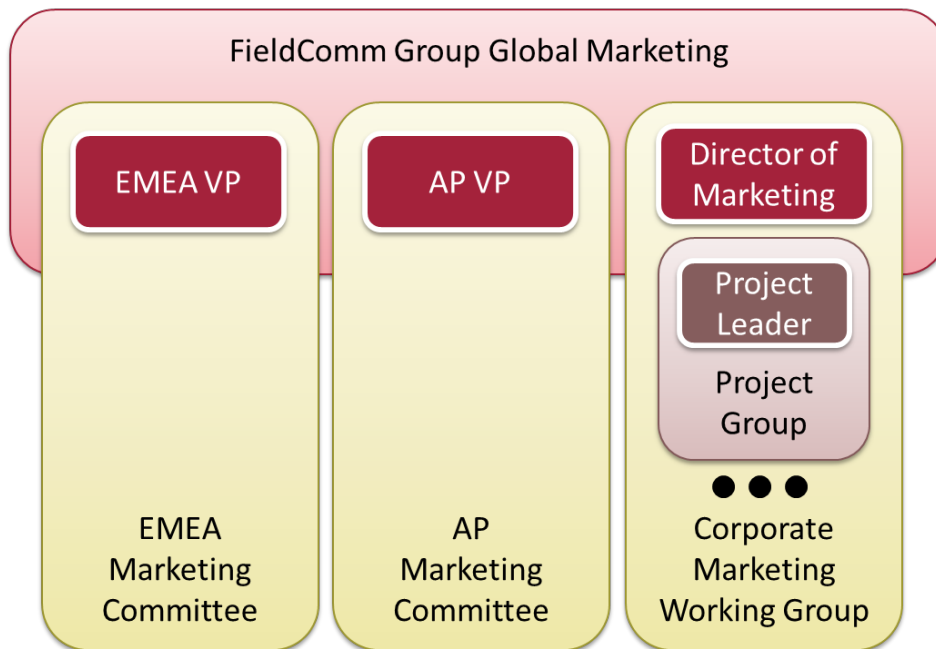 FieldComm Group Global Marketing
EMEA VP
AP VP
Director of
Marketing
Project
Leader
Project
Group
EMEA
Marketing
Committee
AP
Marketing
Committee
Corporate
Marketing
Working Group